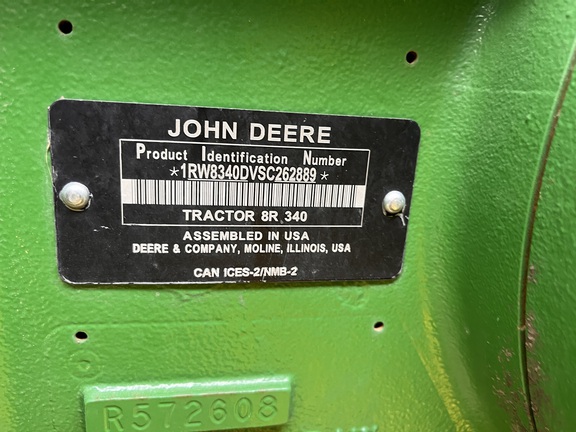 JOHN DEERE
Product Identification Number
*1RW8340DVSC262889*
TRACTOR 8R 340
ASSEMBLED IN USA
DEERE & COMPANY, MOLINE, ILLINOIS, USA
CAN ICES-2/NMB-2
R572608